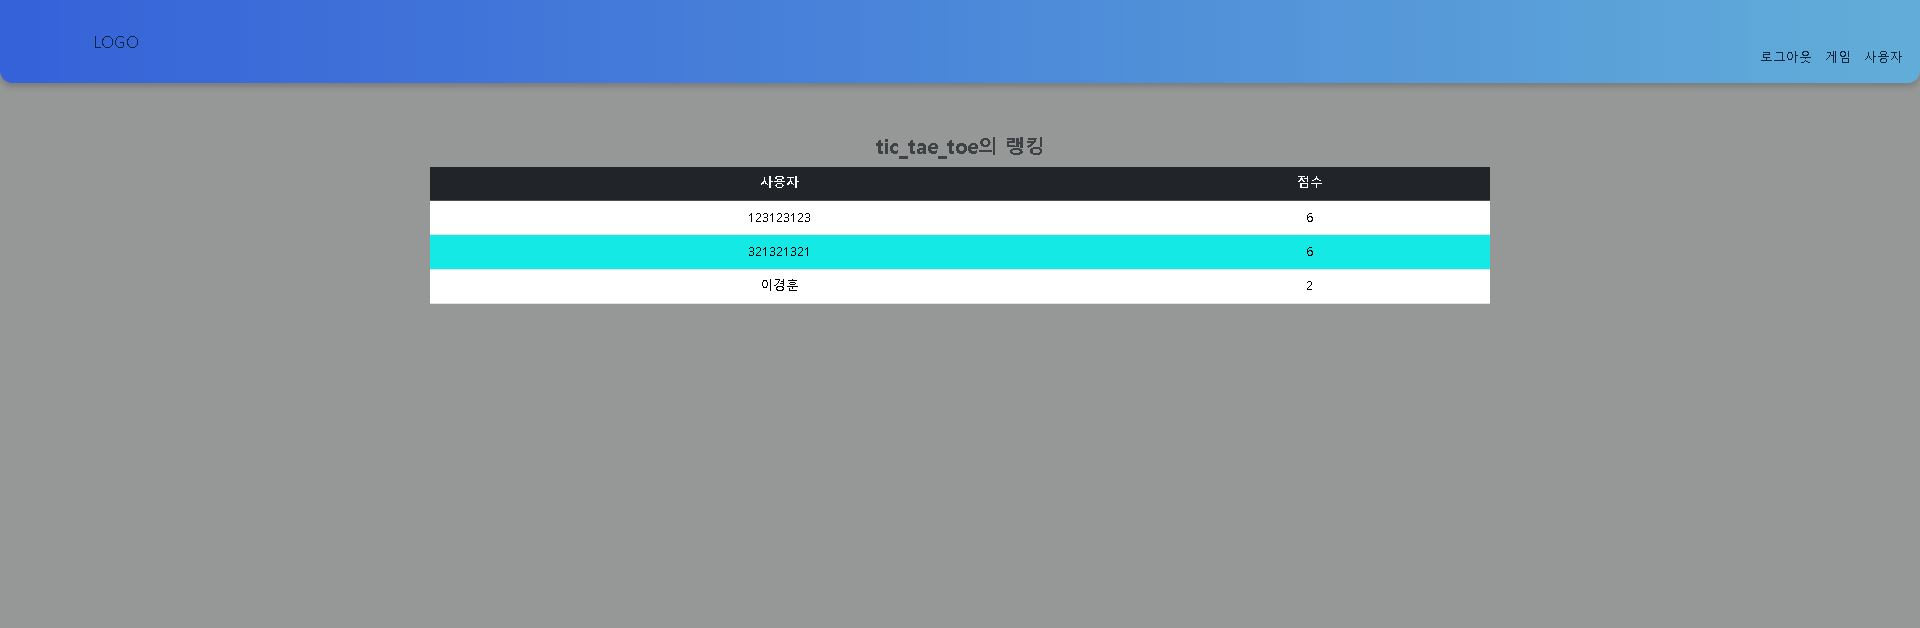 LOGO
로그아웃 게임 사용자
tic_tae_toe의 랭킹
사용자 점수
123123123 6
321321321 6
이경훈 2